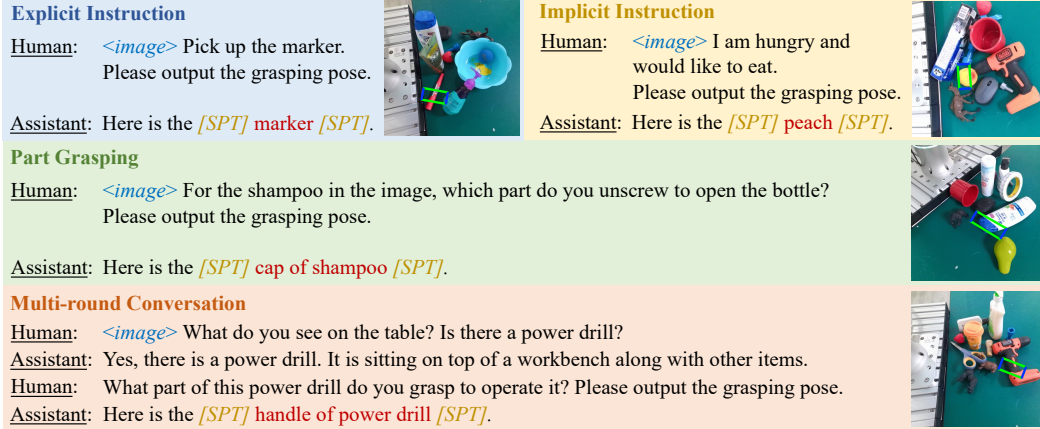 Explicit Instruction
Human: <image> Pick up the marker.
Please output the grasping pose.
Assistant: Here is the [SPT] marker [SPT].
Implicit Instruction
Human: <image> I am hungry and
would like to eat.
Please output the grasping pose.
Assistant: Here is the [SPT] peach [SPT].
Part Grasping
Human: <image> For the shampoo in the image, which part do you unscrew to open the bottle?
Please output the grasping pose.
Assistant: Here is the [SPT] cap of shampoo [SPT].
Multi-round Conversation
Human: <image> What do you see on the table? Is there a power drill?
Assistant: Yes, there is a power drill. It is sitting on top of a workbench along with other items.
Human: What part of this power drill do you grasp to operate it? Please output the grasping pose.
Assistant: Here is the [SPT] handle of power drill [SPT].